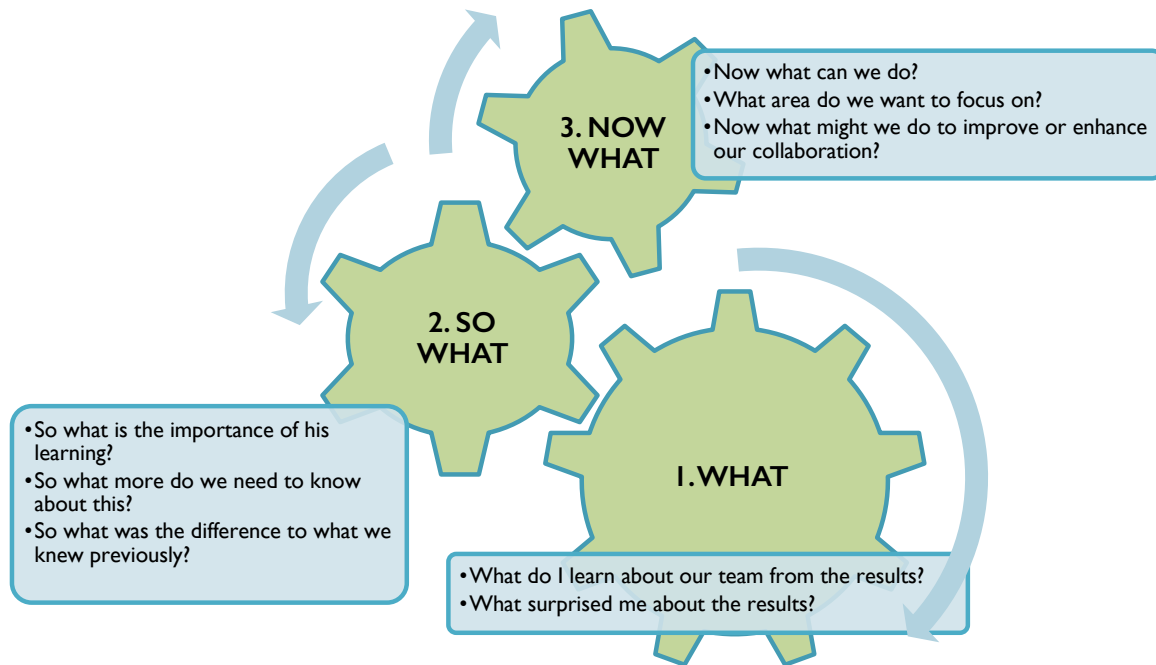 3. NOW
WHAT
•Now what can we do?
•What area do we want to focus on?
•Now what might we do to improve or enhance
our collaboration?
2. SO
WHAT
•So what is the importance of his
learning?
•So what more do we need to know
about this?
•So what was the difference to what we
knew previously?
1. WHAT
•What do I learn about our team from the results?
•What surprised me about the results?